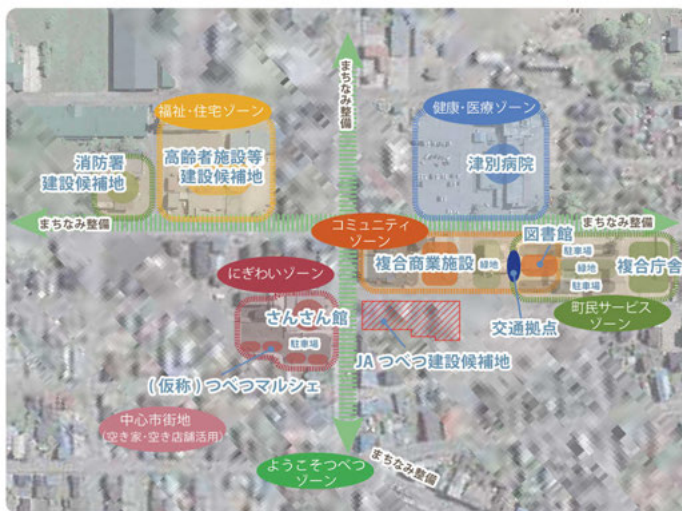 まちなみ整備
福祉・住宅ゾーン
健康・医療ゾーン
消防署
建設候補地
高齢者施設等
建設候補地
津別病院
まちなみ整備
コミュニティ
ゾーン
まちなみ整備
図書館
駐車場
複合商業施設
緑地
緑地
複合庁舎
駐車場
にぎわいゾーン
町民サービス
ゾーン
交通拠点
さんさん館
駐車場
JAつべつ建設候補地
(仮称)つべつマルシェ
中心市街地
(空き家・空き店舗活用)
ようこそつべつ
ゾーン
まちなみ整備